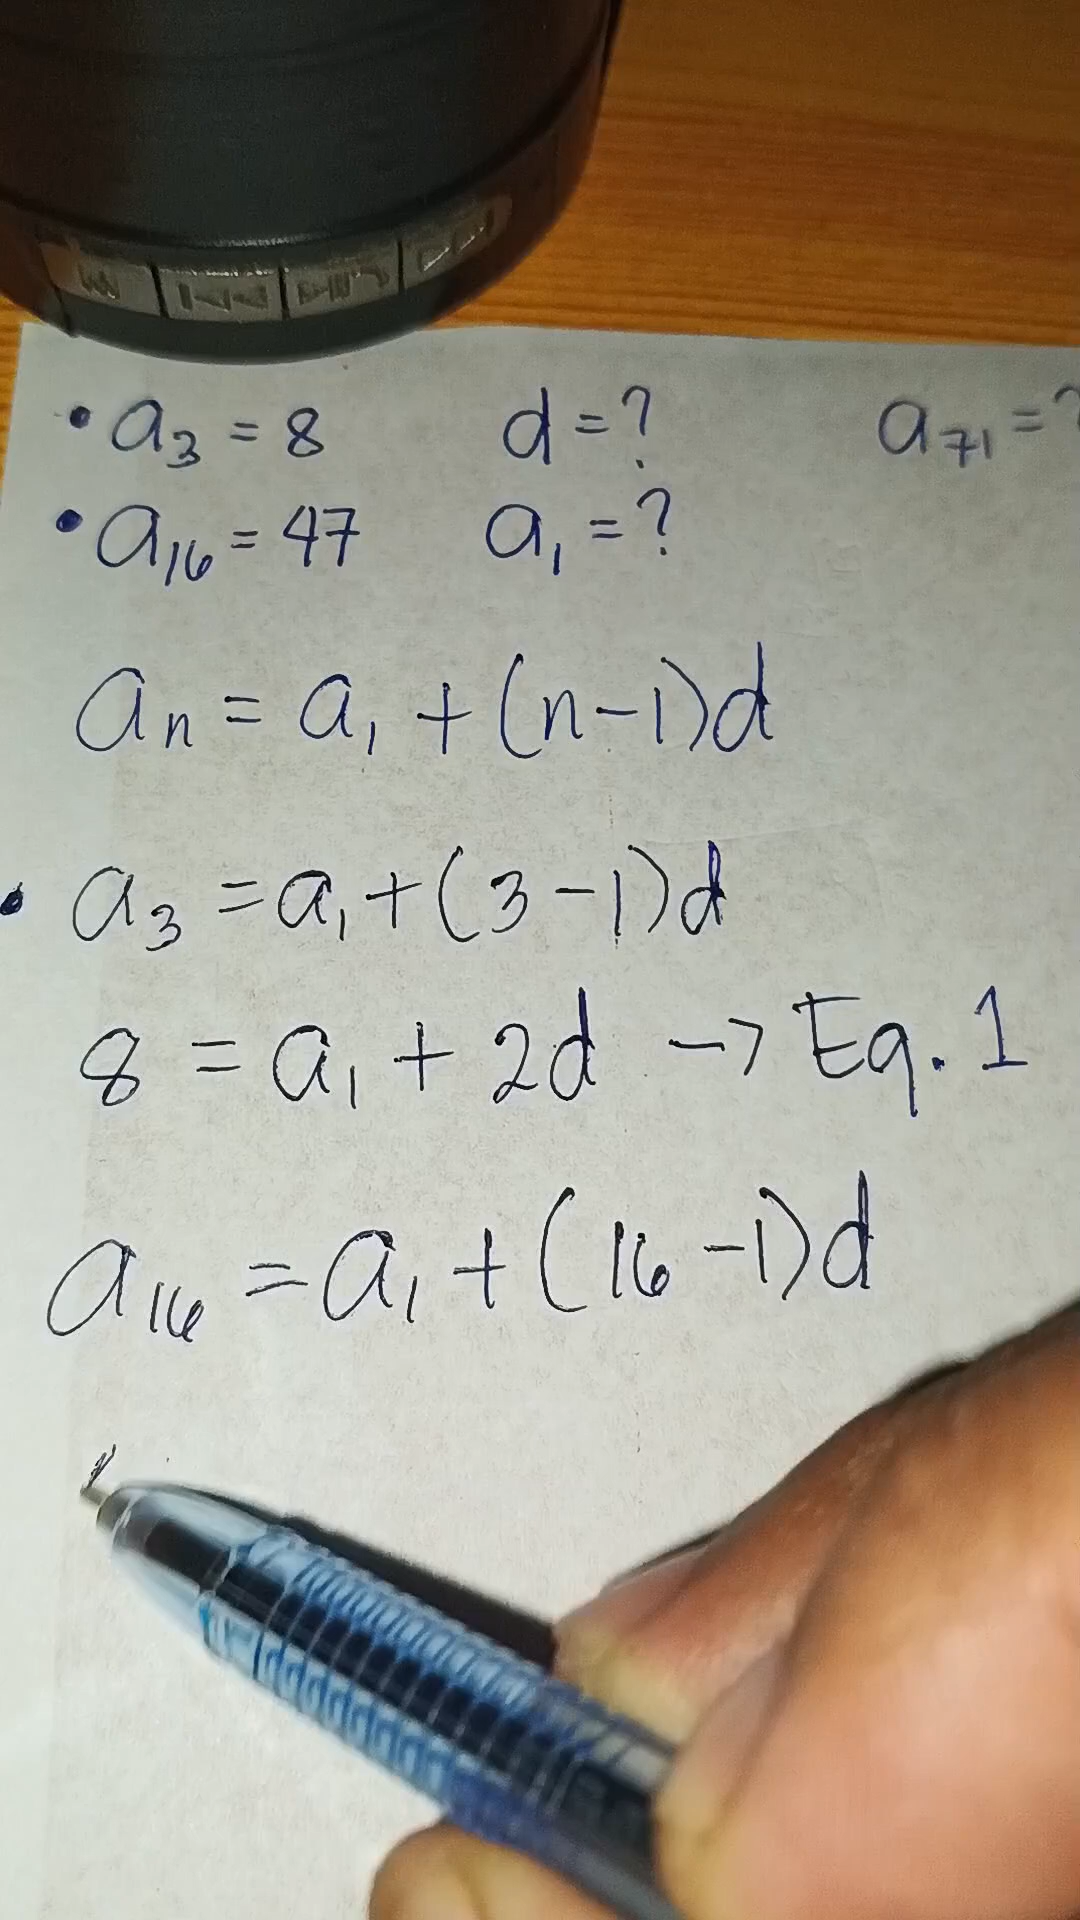 • a₃ = 8 d = ? a₇₁ = ?
• a₁₆ = 47 a₁ = ?
aₙ = a₁ + (n-1)d
• a₃ = a₁ + (3-1)d
8 = a₁ + 2d → Eq. 1
a₁₆ = a₁ + (16-1)d